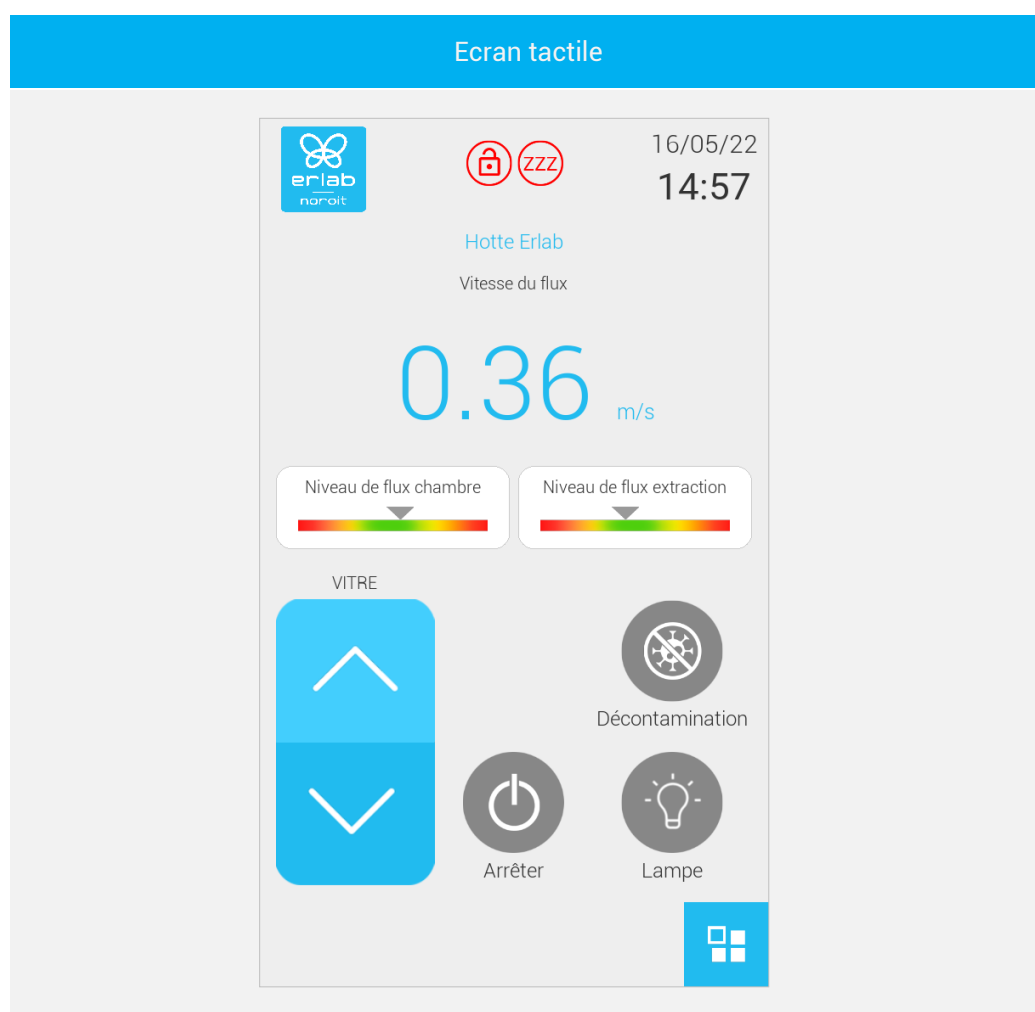 Ecran tactile
erlab
noroit
ZZZ
16/05/22
14:57
Hotte Erlab
Vitesse du flux
0.36 m/s
Niveau de flux chambre
Niveau de flux extraction
VITRE
Décontamination
Arrêter
Lampe